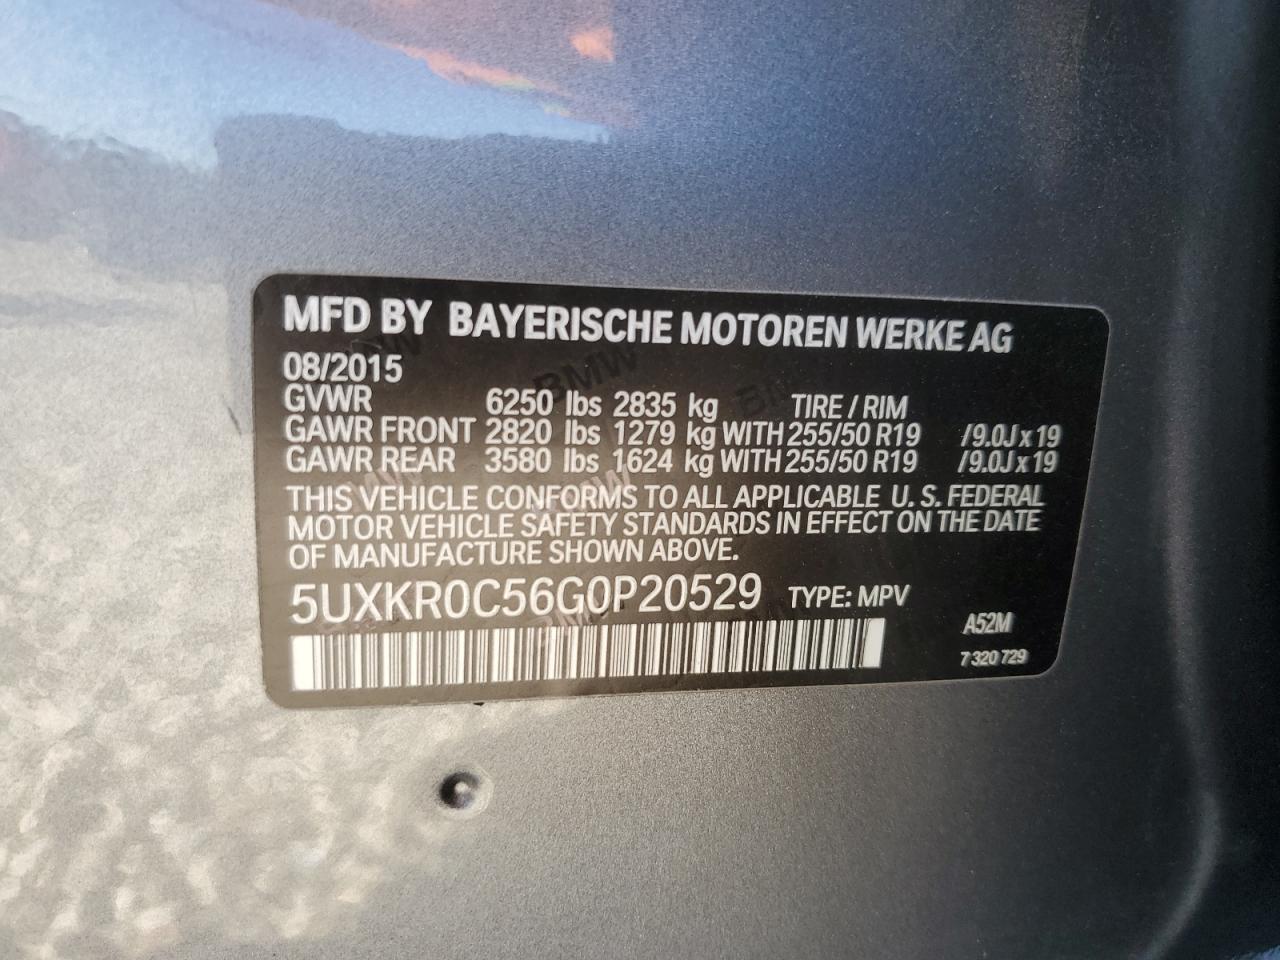 MFD BY BAYERISCHE MOTOREN WERKE AG
08/2015
GVWR 6250 lbs 2835 kg TIRE / RIM
GAWR FRONT 2820 lbs 1279 kg WITH 255/50 R19 /9.0J x 19
GAWR REAR 3580 lbs 1624 kg WITH 255/50 R19 /9.0J x 19
THIS VEHICLE CONFORMS TO ALL APPLICABLE U. S. FEDERAL
MOTOR VEHICLE SAFETY STANDARDS IN EFFECT ON THE DATE
OF MANUFACTURE SHOWN ABOVE.
5UXKR0C56G0P20529 TYPE: MPV
A52M
7 320 729
BMW
BMW
BMW